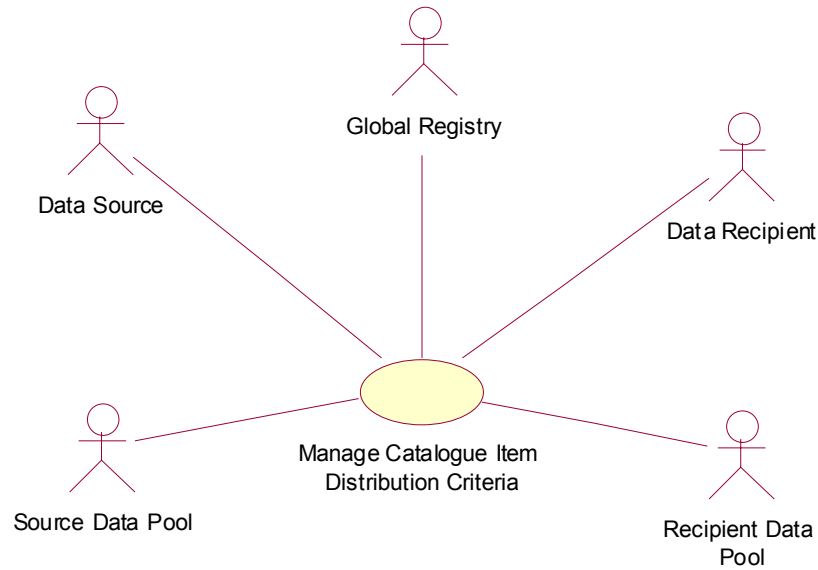 Global Registry
Data Source
Data Recipient
Manage Catalogue Item
Distribution Criteria
Source Data Pool
Recipient Data
Pool